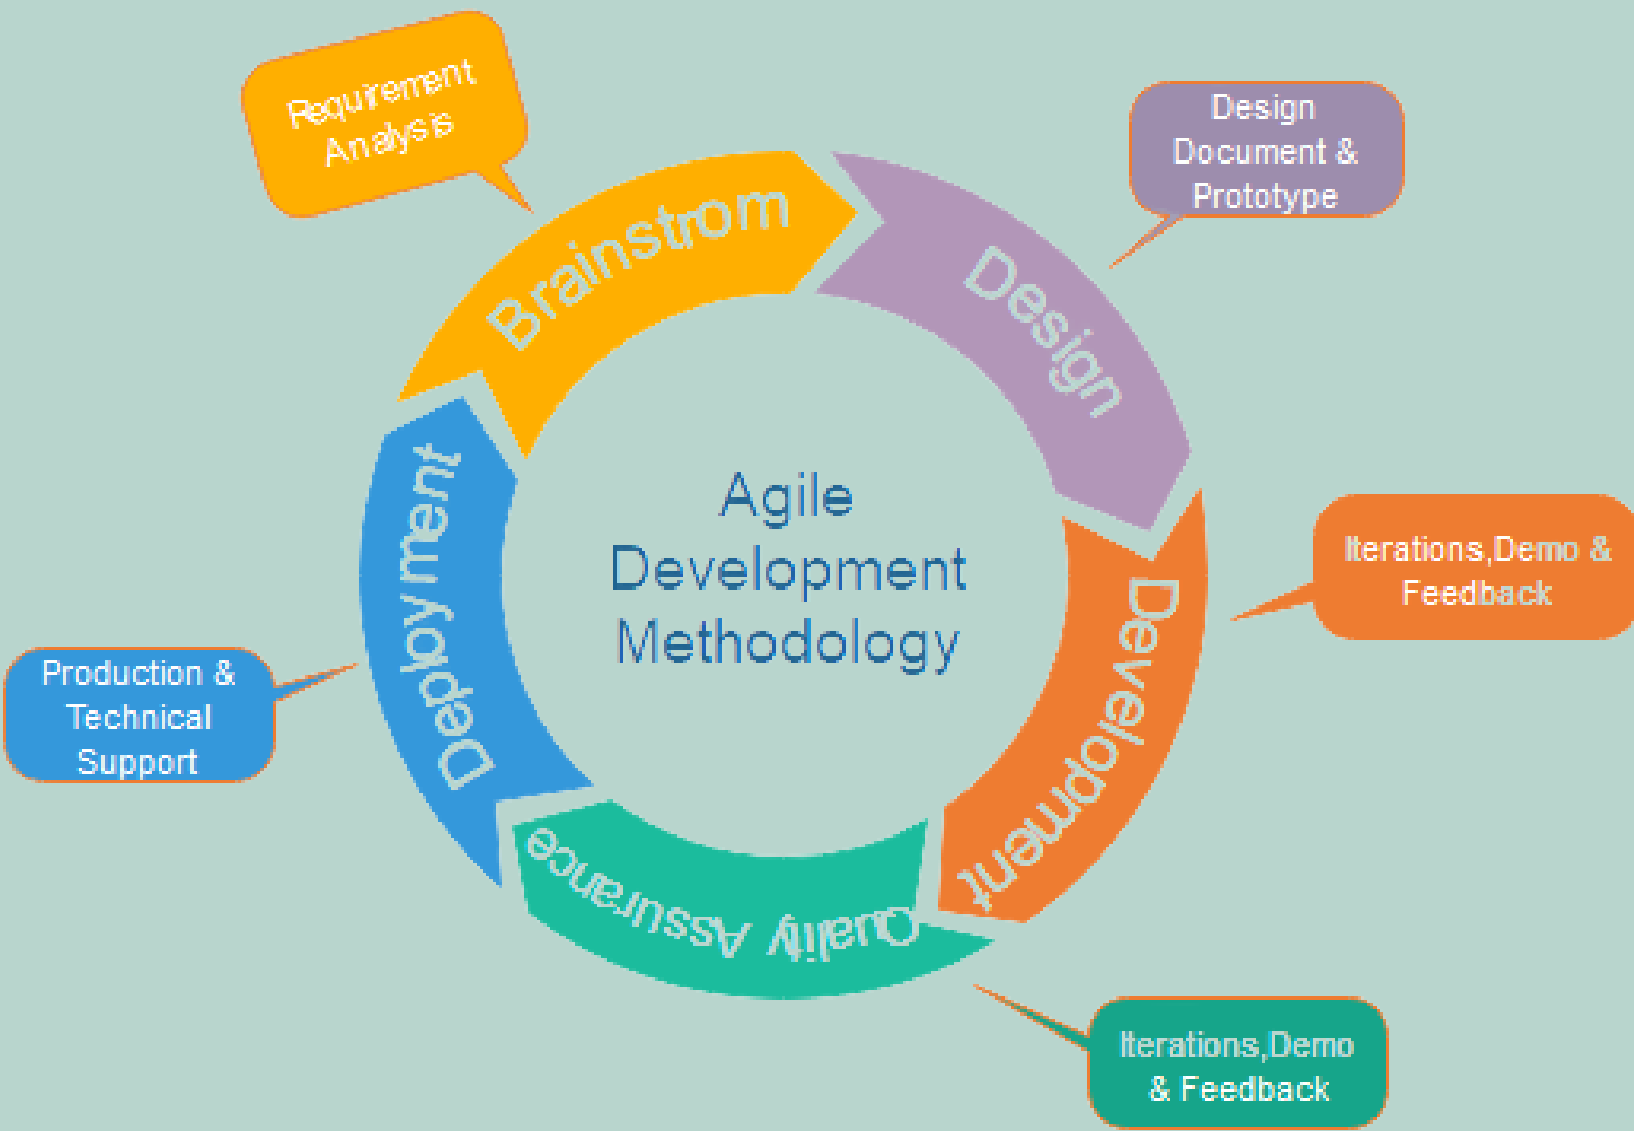 Requirement
Analysis
Design
Document &
Prototype
Brainstrom
Design
Agile
Development
Methodology
Iterations,Demo &
Feedback
Development
Deployment
Production &
Technical
Support
Quality Assurance
Iterations,Demo
& Feedback